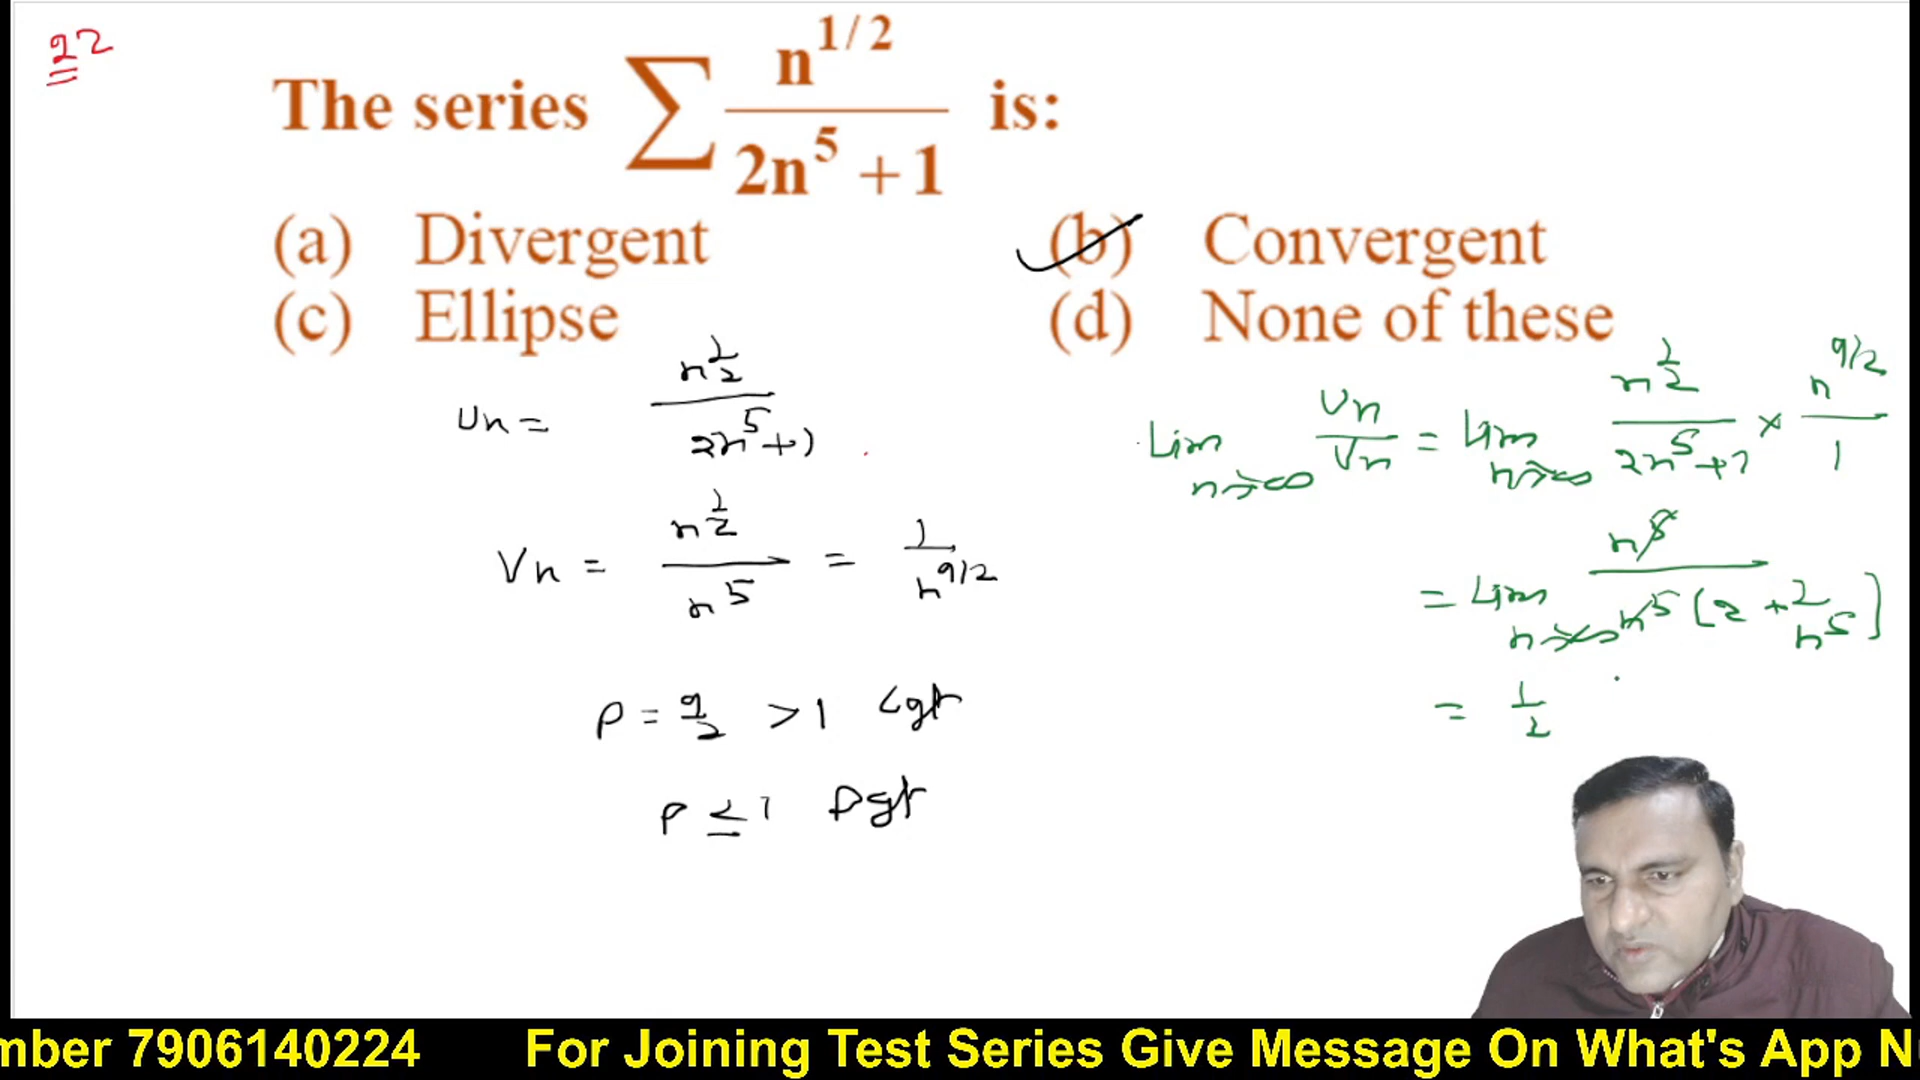 22
The series ∑ n^{1/2} / (2n^5 + 1) is:
(a) Divergent (b) Convergent
(c) Ellipse (d) None of these
Un = n^{1/2} / (2n^5 + 1)
Vn = n^{1/2} / n^5 = 1 / n^{9/2}
P = 9/2 > 1 Cgt
P ≤ 1 Dgt
Lim n→∞ Un/Vn = Lim n→∞ n^{1/2} / (2n^5 + 1) × n^{9/2} / 1
= Lim n→∞ n^5 / n^5 [2 + 1/n^5]
= 1/2
mber 7906140224 For Joining Test Series Give Message On What's App N